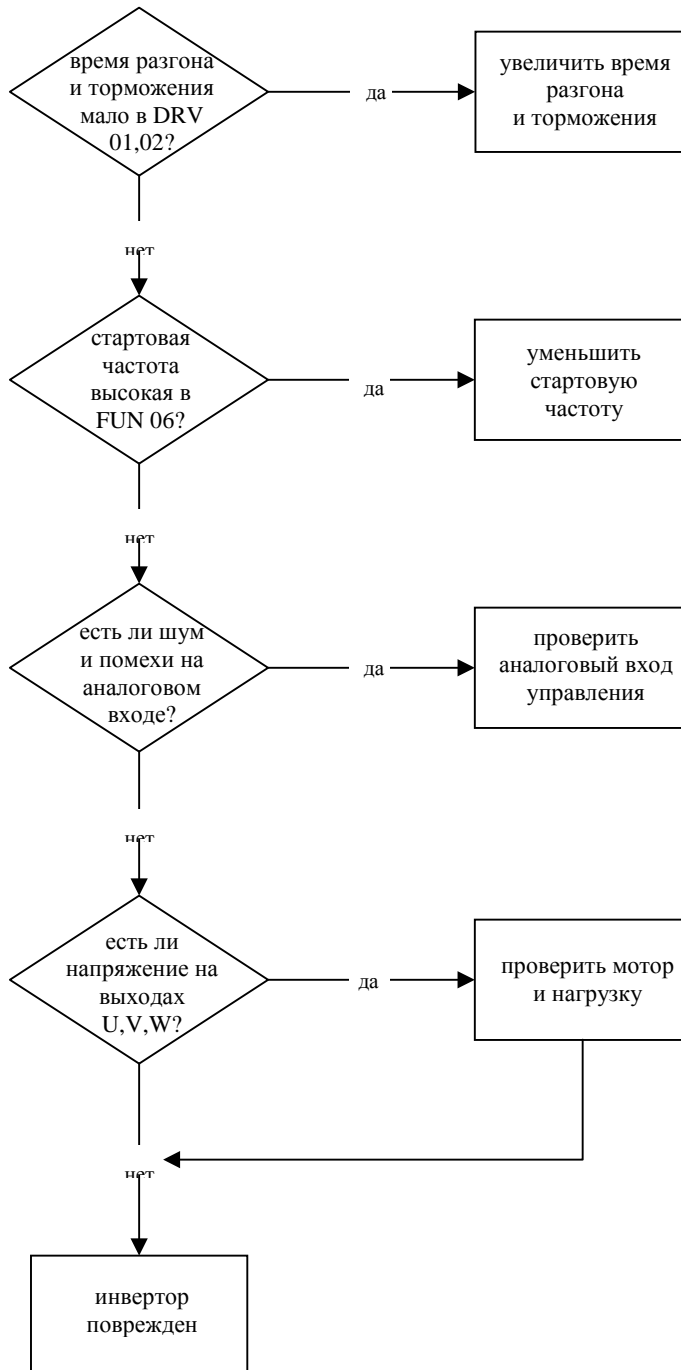 время разгона
и торможения
мало в DRV
01,02?
да
увеличить время
разгона
и торможения
нет
стартовая
частота
высокая в
FUN 06?
да
уменьшить
стартовую
частоту
нет
есть ли шум
и помехи на
аналоговом
входе?
да
проверить
аналоговый вход
управления
нет
есть ли
напряжение на
выходах
U,V,W?
да
проверить мотор
и нагрузку
нет
инвертор
поврежден